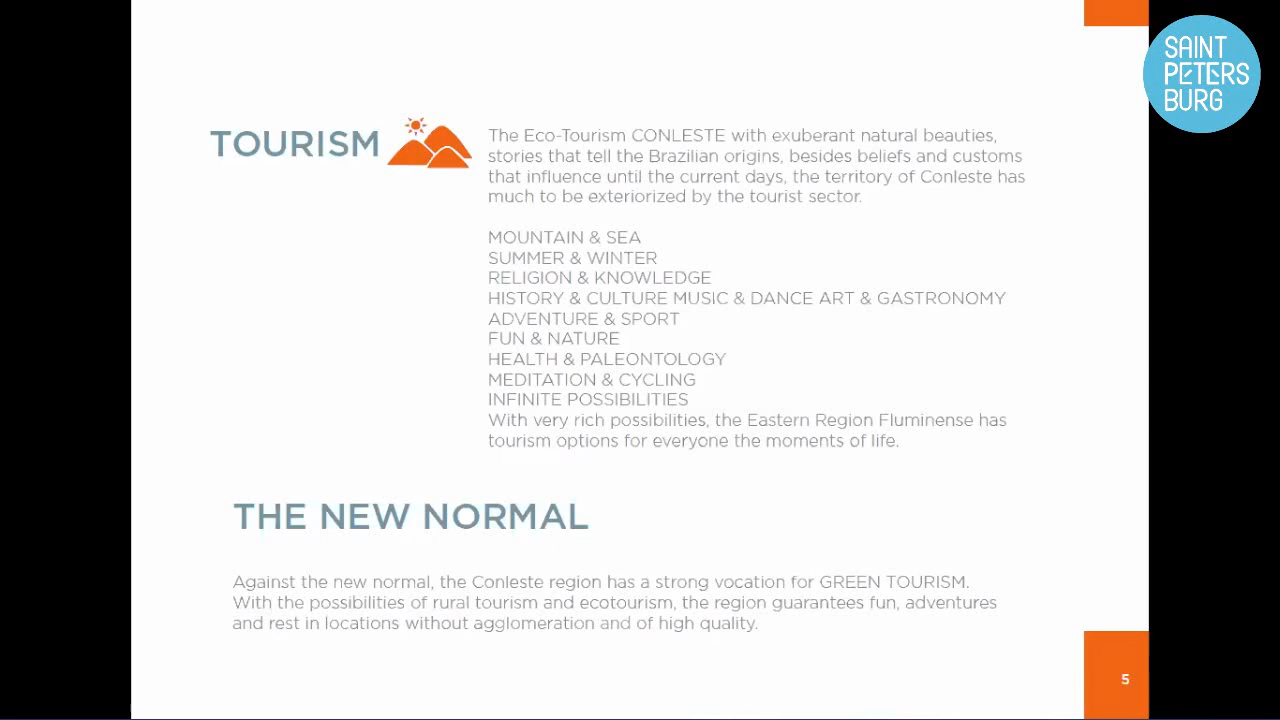 SAINT
PETERS
BURG
TOURISM
The Eco-Tourism CONLESTE with exuberant natural beauties,
stories that tell the Brazilian origins, besides beliefs and customs
that influence until the current days, the territory of Conleste has
much to be exteriorized by the tourist sector.
MOUNTAIN & SEA
SUMMER & WINTER
RELIGION & KNOWLEDGE
HISTORY & CULTURE MUSIC & DANCE ART & GASTRONOMY
ADVENTURE & SPORT
FUN & NATURE
HEALTH & PALEONTOLOGY
MEDITATION & CYCLING
INFINITE POSSIBILITIES
With very rich possibilities, the Eastern Region Fluminense has
tourism options for everyone the moments of life.
THE NEW NORMAL
Against the new normal, the Conleste region has a strong vocation for GREEN TOURISM.
With the possibilities of rural tourism and ecotourism, the region guarantees fun, adventures
and rest in locations without agglomeration and of high quality.
5